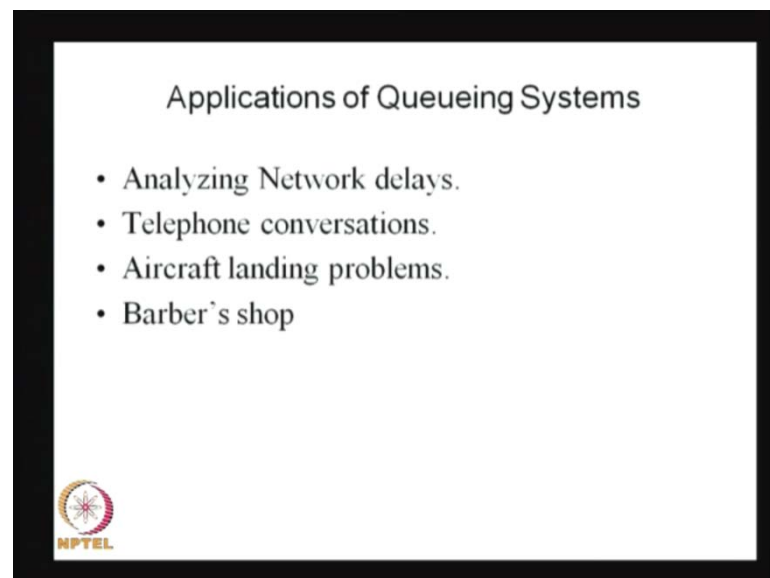 Applications of Queueing Systems
• Analyzing Network delays.
• Telephone conversations.
• Aircraft landing problems.
• Barber`s shop
NPTEL